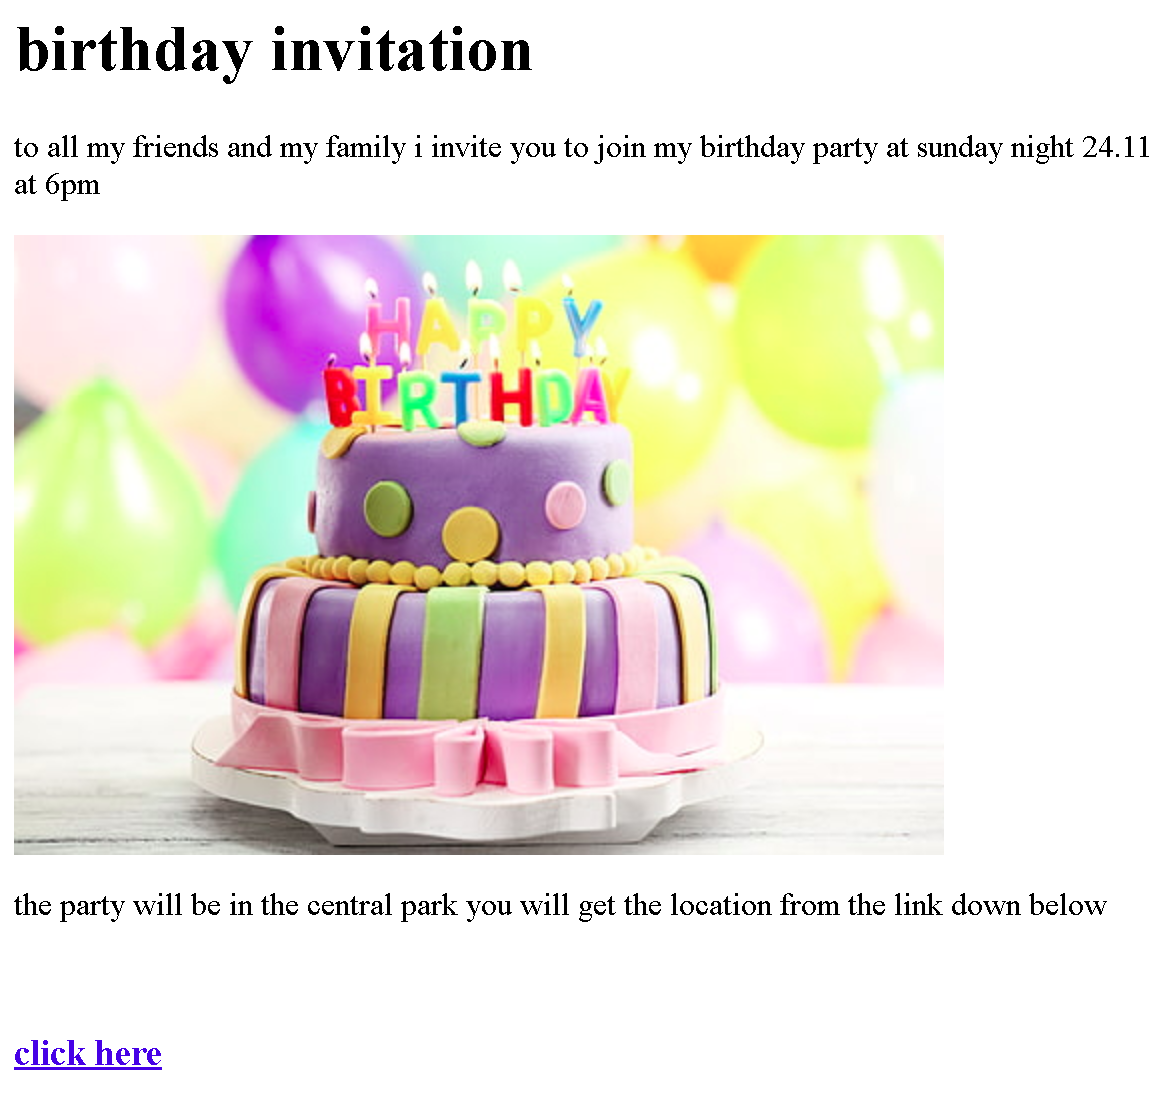 birthday invitation
to all my friends and my family i invite you to join my birthday party at sunday night 24.11
at 6pm
HAPPY
BIRTHDAY
the party will be in the central park you will get the location from the link down below
click here